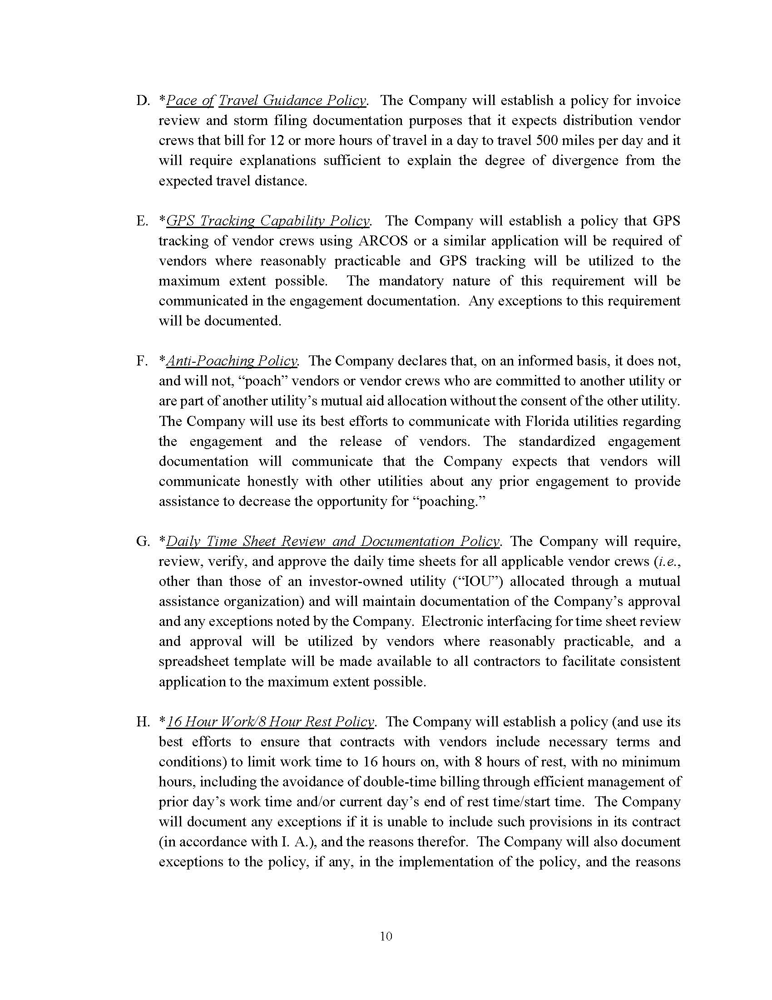 D. *Pace of Travel Guidance Policy. The Company will establish a policy for invoice
review and storm filing documentation purposes that it expects distribution vendor
crews that bill for 12 or more hours of travel in a day to travel 500 miles per day and it
will require explanations sufficient to explain the degree of divergence from the
expected travel distance.
E. *GPS Tracking Capability Policy. The Company will establish a policy that GPS
tracking of vendor crews using ARCOS or a similar application will be required of
vendors where reasonably practicable and GPS tracking will be utilized to the
maximum extent possible. The mandatory nature of this requirement will be
communicated in the engagement documentation. Any exceptions to this requirement
will be documented.
F. *Anti-Poaching Policy. The Company declares that, on an informed basis, it does not,
and will not, “poach” vendors or vendor crews who are committed to another utility or
are part of another utility’s mutual aid allocation without the consent of the other utility.
The Company will use its best efforts to communicate with Florida utilities regarding
the engagement and the release of vendors. The standardized engagement
documentation will communicate that the Company expects that vendors will
communicate honestly with other utilities about any prior engagement to provide
assistance to decrease the opportunity for “poaching.”
G. *Daily Time Sheet Review and Documentation Policy. The Company will require,
review, verify, and approve the daily time sheets for all applicable vendor crews (i.e.,
other than those of an investor-owned utility (“IOU”) allocated through a mutual
assistance organization) and will maintain documentation of the Company’s approval
and any exceptions noted by the Company. Electronic interfacing for time sheet review
and approval will be utilized by vendors where reasonably practicable, and a
spreadsheet template will be made available to all contractors to facilitate consistent
application to the maximum extent possible.
H. *16 Hour Work/8 Hour Rest Policy. The Company will establish a policy (and use its
best efforts to ensure that contracts with vendors include necessary terms and
conditions) to limit work time to 16 hours on, with 8 hours of rest, with no minimum
hours, including the avoidance of double-time billing through efficient management of
prior day’s work time and/or current day’s end of rest time/start time. The Company
will document any exceptions if it is unable to include such provisions in its contract
(in accordance with I. A.), and the reasons therefor. The Company will also document
exceptions to the policy, if any, in the implementation of the policy, and the reasons
10